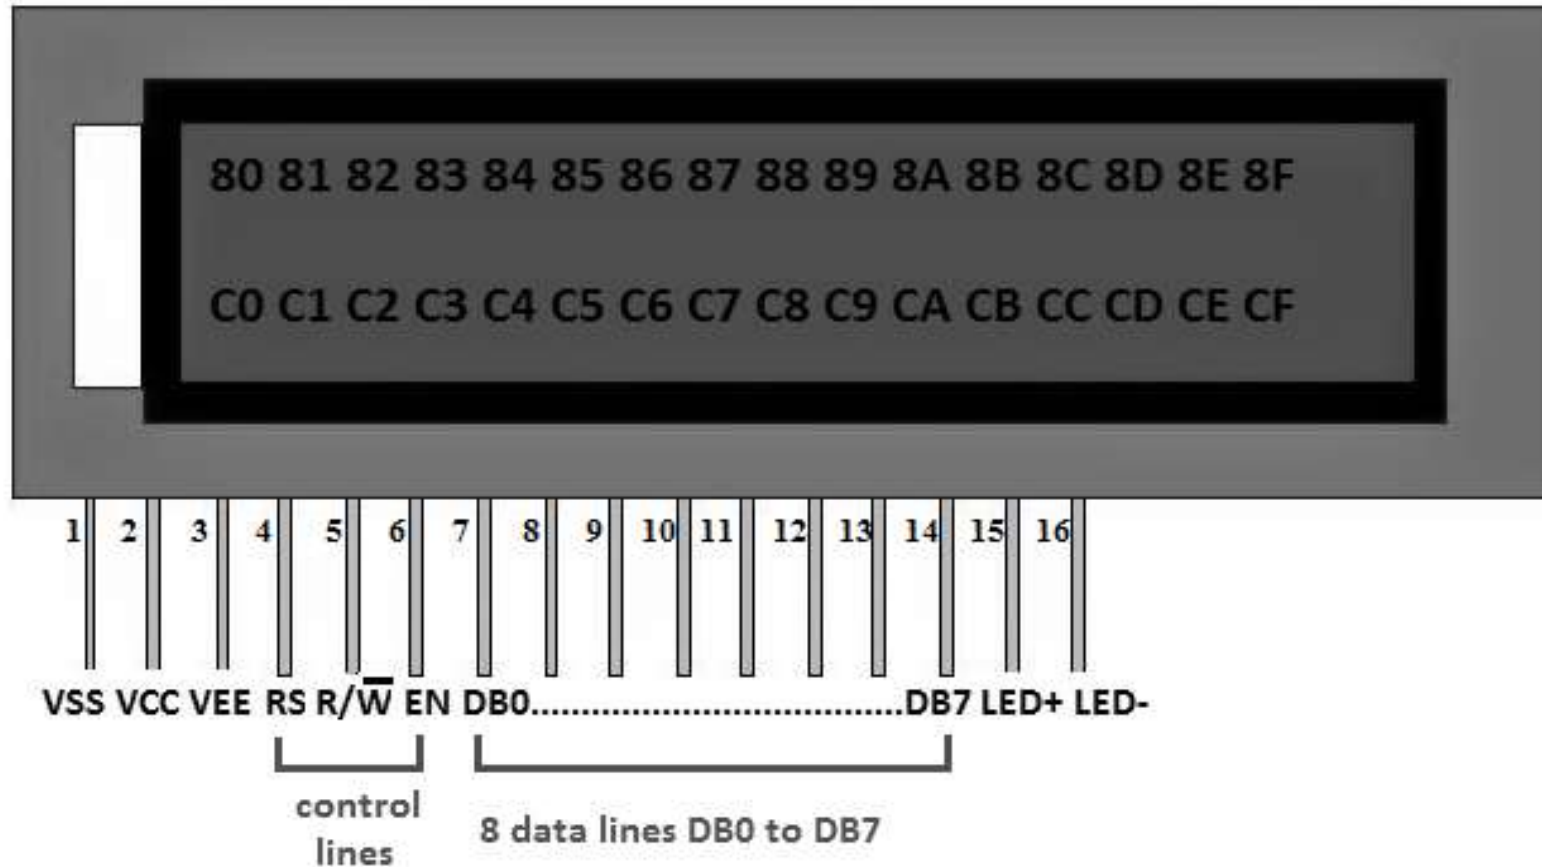 80 81 82 83 84 85 86 87 88 89 8A 8B 8C 8D 8E 8F
C0 C1 C2 C3 C4 C5 C6 C7 C8 C9 CA CB CC CD CE CF
1 2 3 4 5 6 7 8 9 10 11 12 13 14 15 16
VSS VCC VEE RS R/W̅ EN DB0.....................................DB7 LED+ LED-
control
lines
8 data lines DB0 to DB7